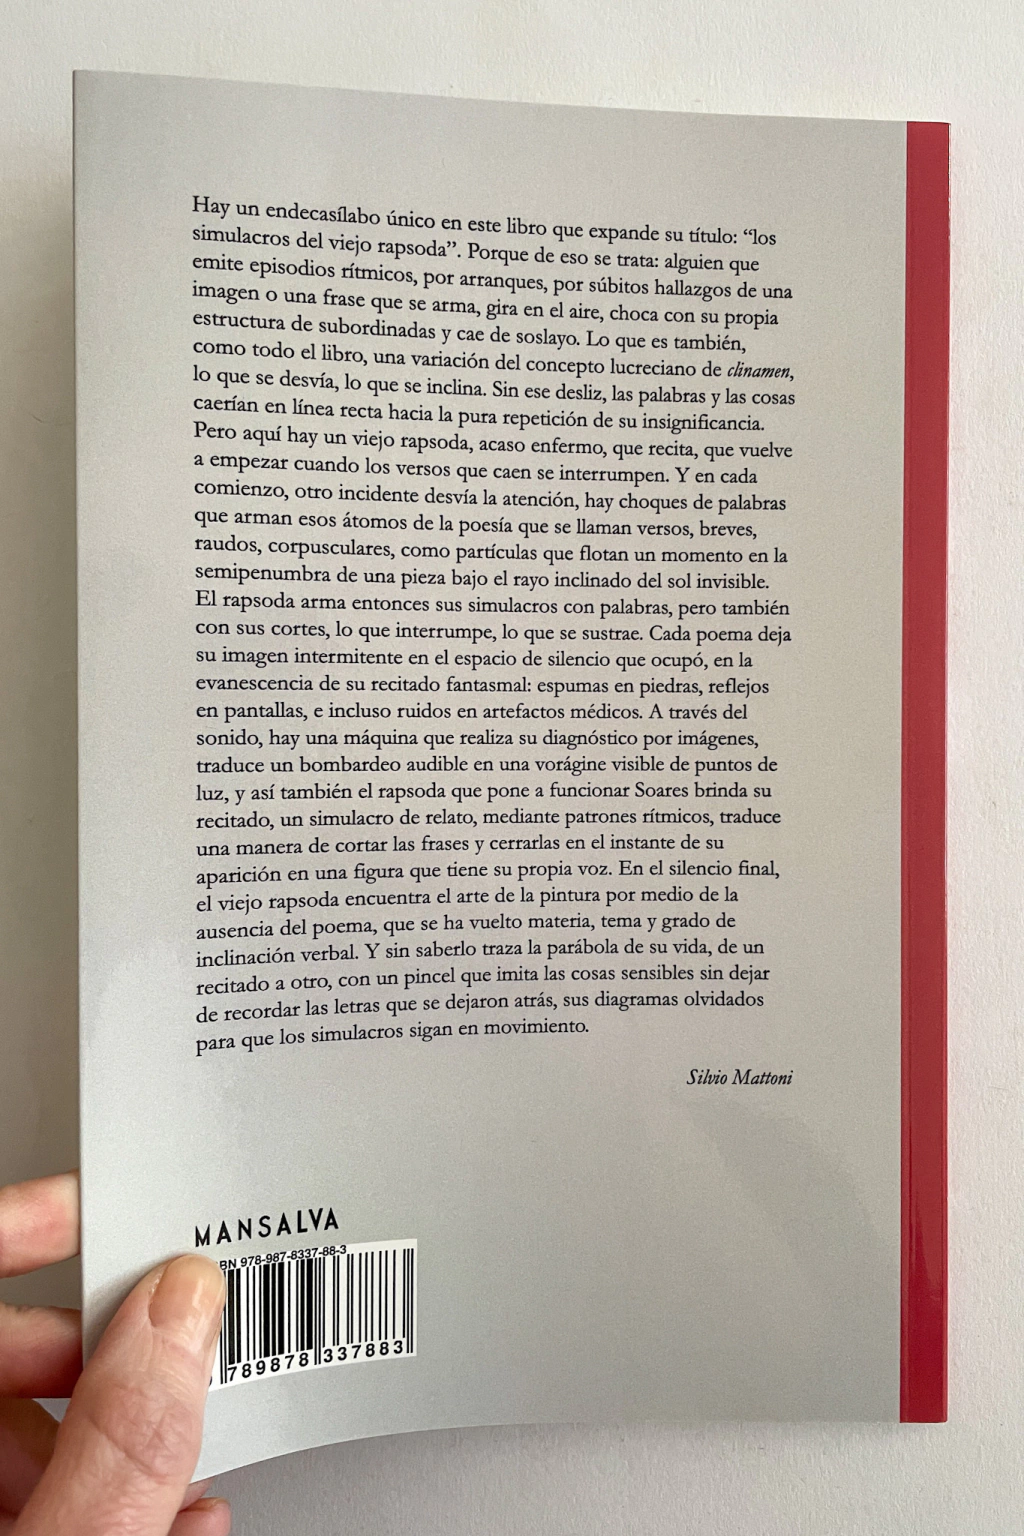 Hay un endecasílabo único en este libro que expande su título: “los
simulacros del viejo rapsoda”. Porque de eso se trata: alguien que
emite episodios rítmicos, por arranques, por súbitos hallazgos de una
imagen o una frase que se arma, gira en el aire, choca con su propia
estructura de subordinadas y cae de soslayo. Lo que es también,
como todo el libro, una variación del concepto lucreciano de clinamen,
lo que se desvía, lo que se inclina. Sin ese desliz, las palabras y las cosas
caerían en línea recta hacia la pura repetición de su insignificancia.
Pero aquí hay un viejo rapsoda, acaso enfermo, que recita, que vuelve
a empezar cuando los versos que caen se interrumpen. Y en cada
comienzo, otro incidente desvía la atención, hay choques de palabras
que arman esos átomos de la poesía que se llaman versos, breves,
raudos, corpusculares, como partículas que flotan un momento en la
semipenumbra de una pieza bajo el rayo inclinado del sol invisible.
El rapsoda arma entonces sus simulacros con palabras, pero también
con sus cortes, lo que interrumpe, lo que se sustrae. Cada poema deja
su imagen intermitente en el espacio de silencio que ocupó, en la
evanescencia de su recitado fantasmal: espumas en piedras, reflejos
en pantallas, e incluso ruidos en artefactos médicos. A través del
sonido, hay una máquina que realiza su diagnóstico por imágenes,
traduce un bombardeo audible en una vorágine visible de puntos de
luz, y así también el rapsoda que pone a funcionar Soares brinda su
recitado, un simulacro de relato, mediante patrones rítmicos, traduce
una manera de cortar las frases y cerrarlas en el instante de su
aparición en una figura que tiene su propia voz. En el silencio final,
el viejo rapsoda encuentra el arte de la pintura por medio de la
ausencia del poema, que se ha vuelto materia, tema y grado de
inclinación verbal. Y sin saberlo traza la parábola de su vida, de un
recitado a otro, con un pincel que imita las cosas sensibles sin dejar
de recordar las letras que se dejaron atrás, sus diagramas olvidados
para que los simulacros sigan en movimiento.
Silvio Mattoni
MANSALVA
BN 978-987-8337-88-3
789878 337883